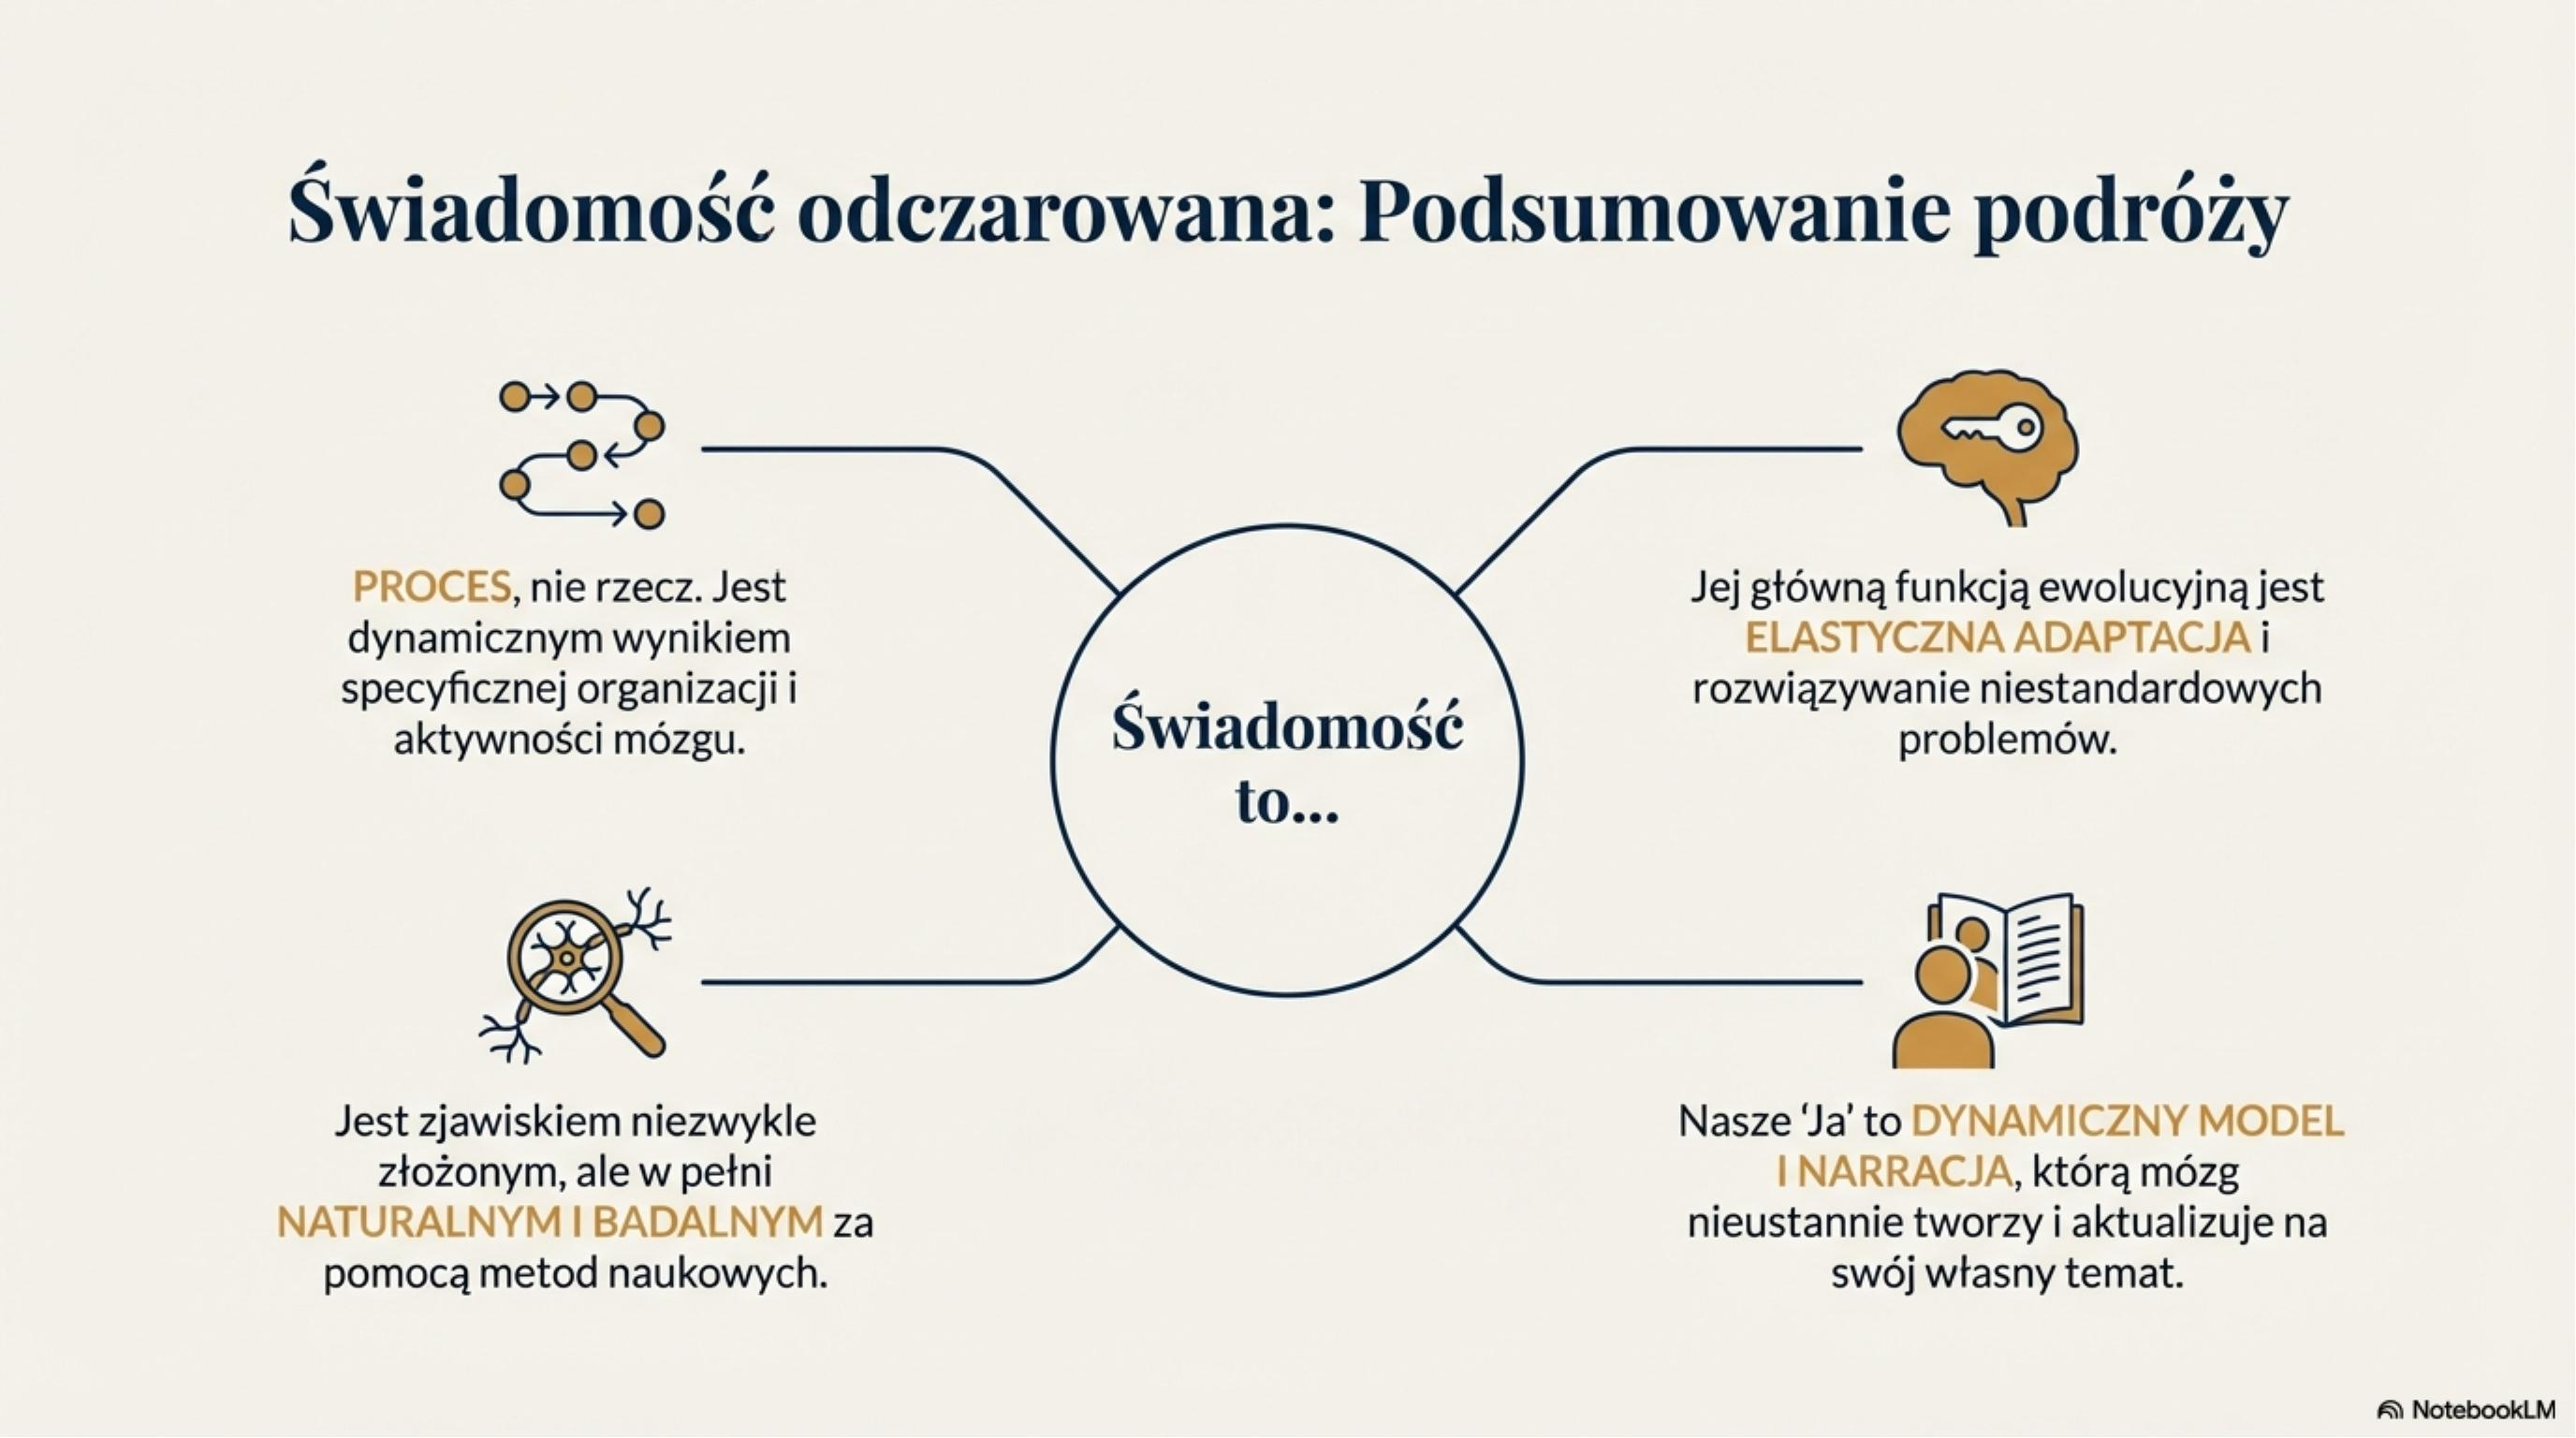 Świadomość odczarowana: Podsumowanie podróży
PROCES, nie rzecz. Jest
dynamicznym wynikiem
specyficznej organizacji i
aktywności mózgu.
Jej główną funkcją ewolucyjną jest
ELASTYCZNA ADAPTACJA i
rozwiązywanie niestandardowych
problemów.
Świadomość
to...
Jest zjawiskiem niezwykle
złożonym, ale w pełni
NATURALNYM I BADALNYM za
pomocą metod naukowych.
Nasze ‘Ja’ to DYNAMICZNY MODEL
I NARRACJA, którą mózg
nieustannie tworzy i aktualizuje na
swój własny temat.
NotebookLM